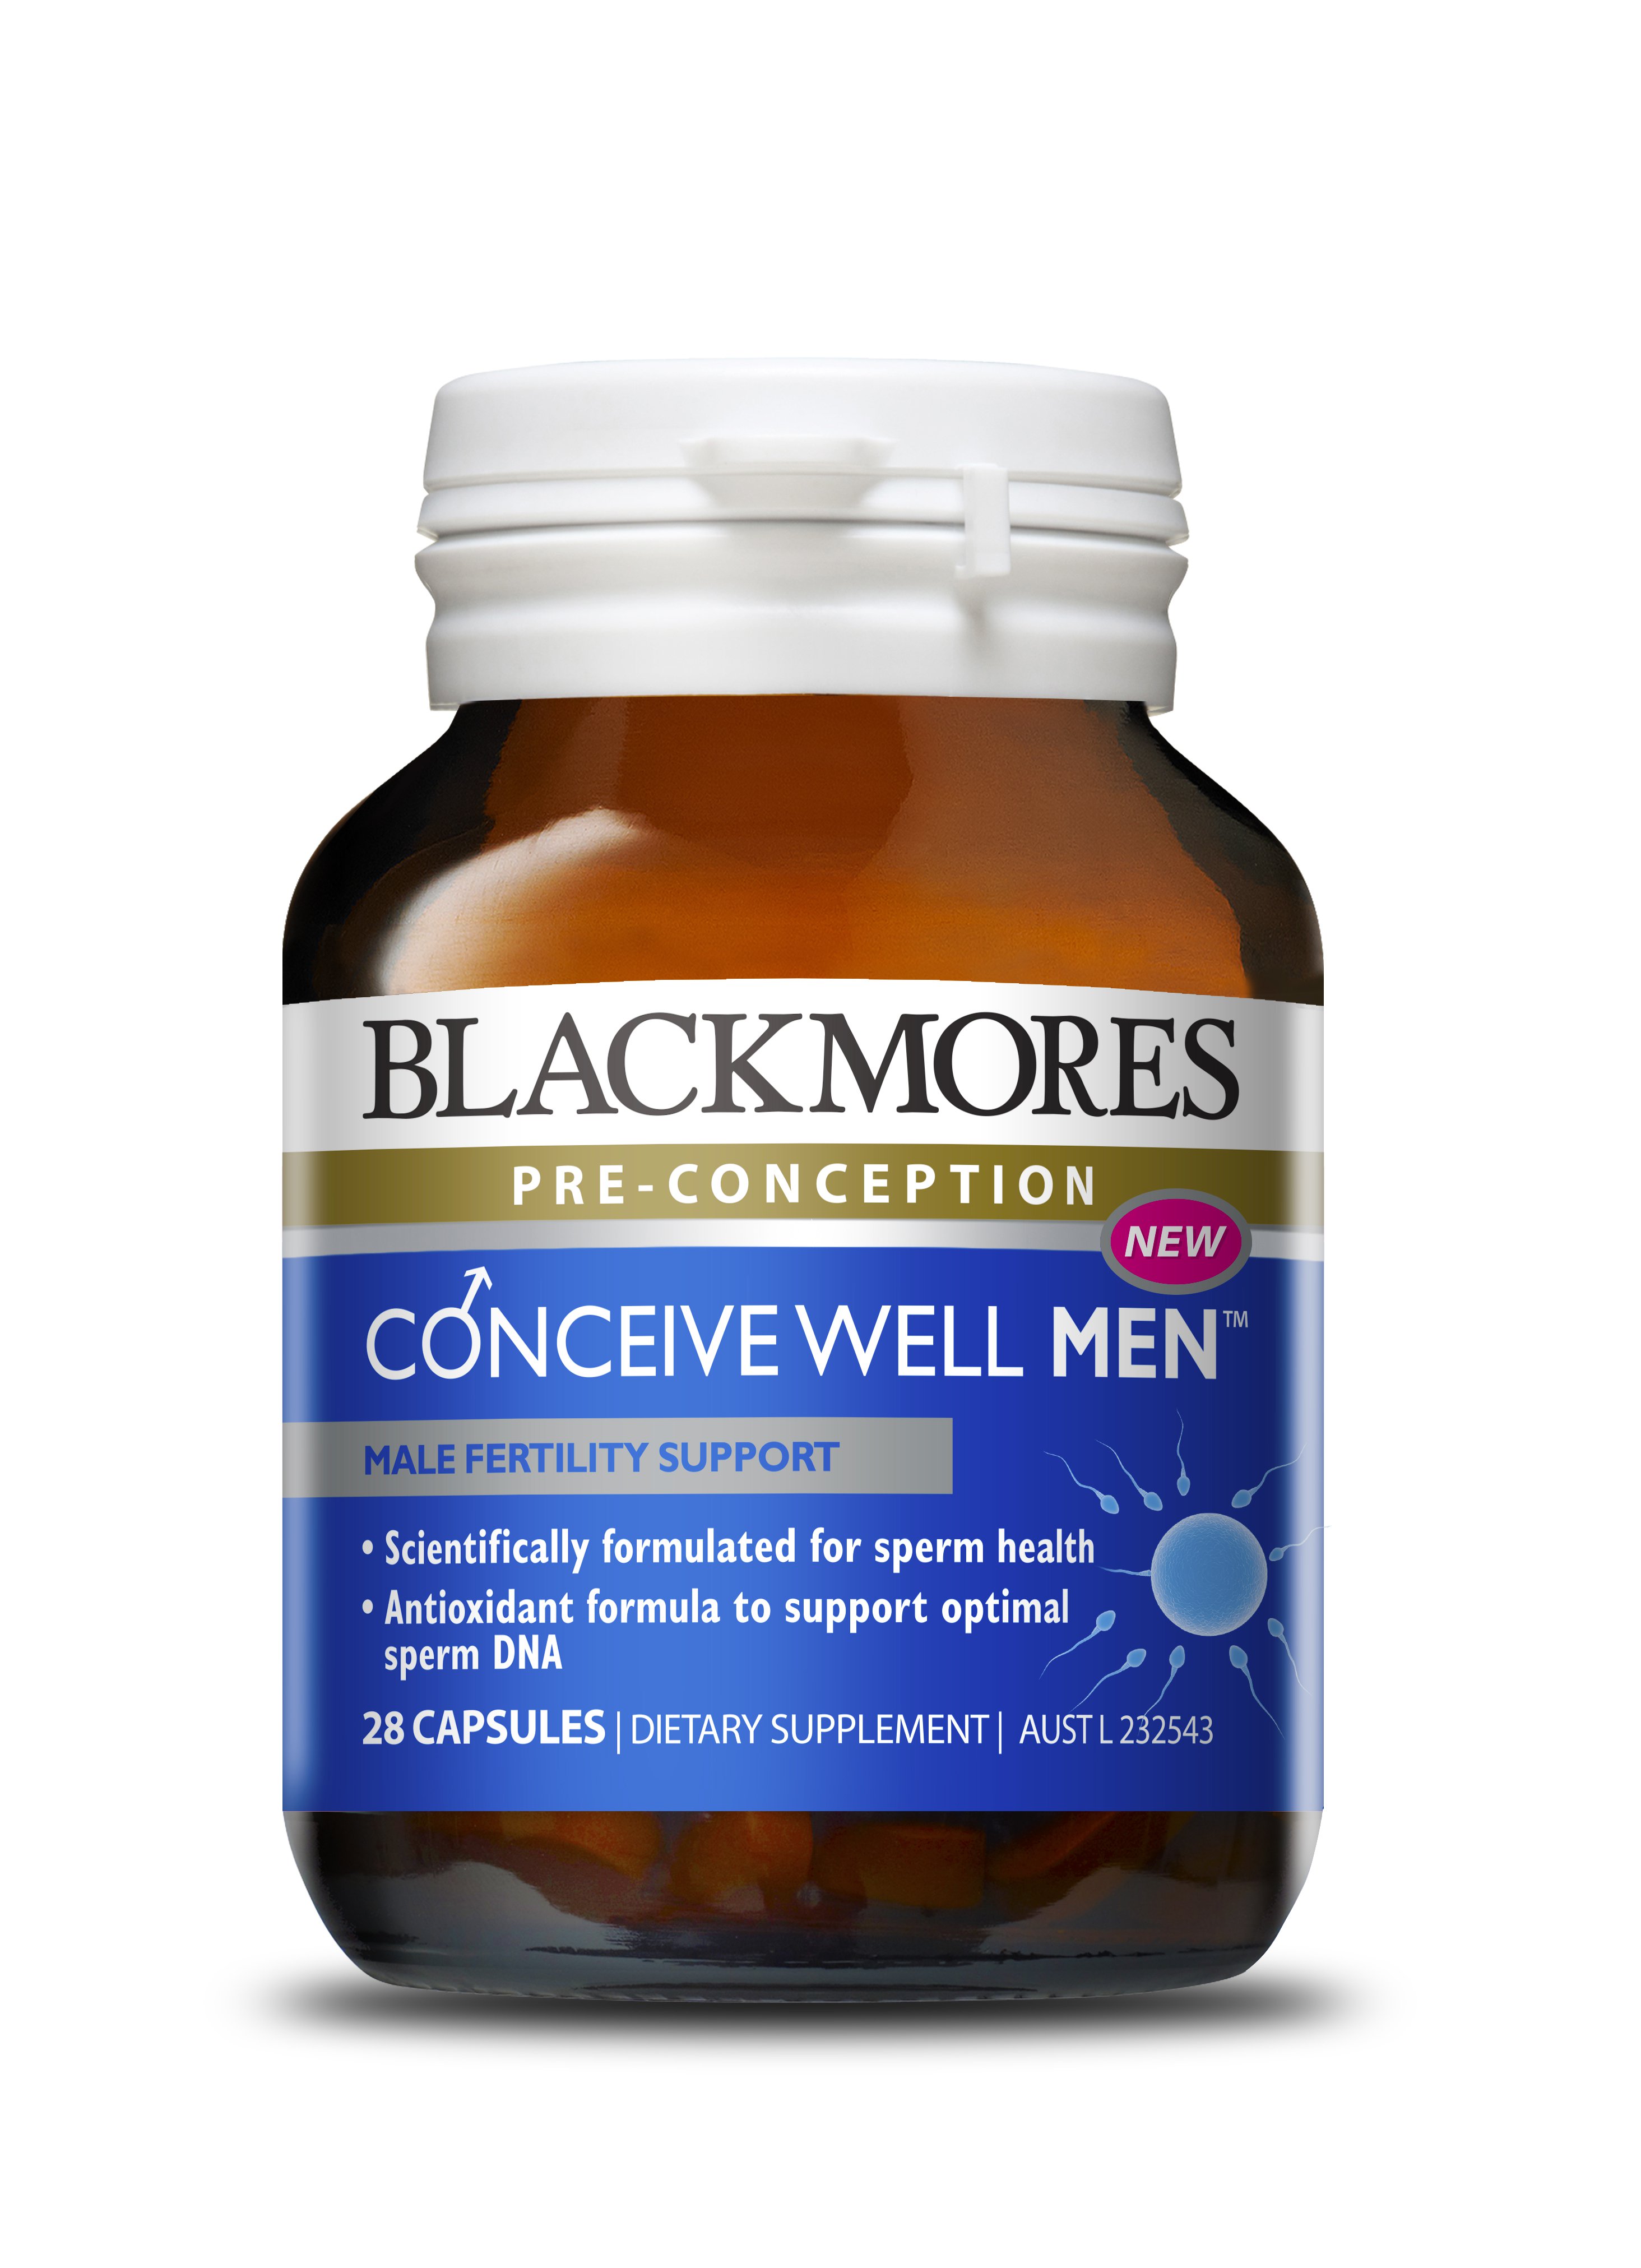 BLACKMORES
PRE-CONCEPTION
NEW
CONCEIVE WELL MEN™
MALE FERTILITY SUPPORT
• Scientifically formulated for sperm health
• Antioxidant formula to support optimal
sperm DNA
28 CAPSULES | DIETARY SUPPLEMENT | AUST L 232543